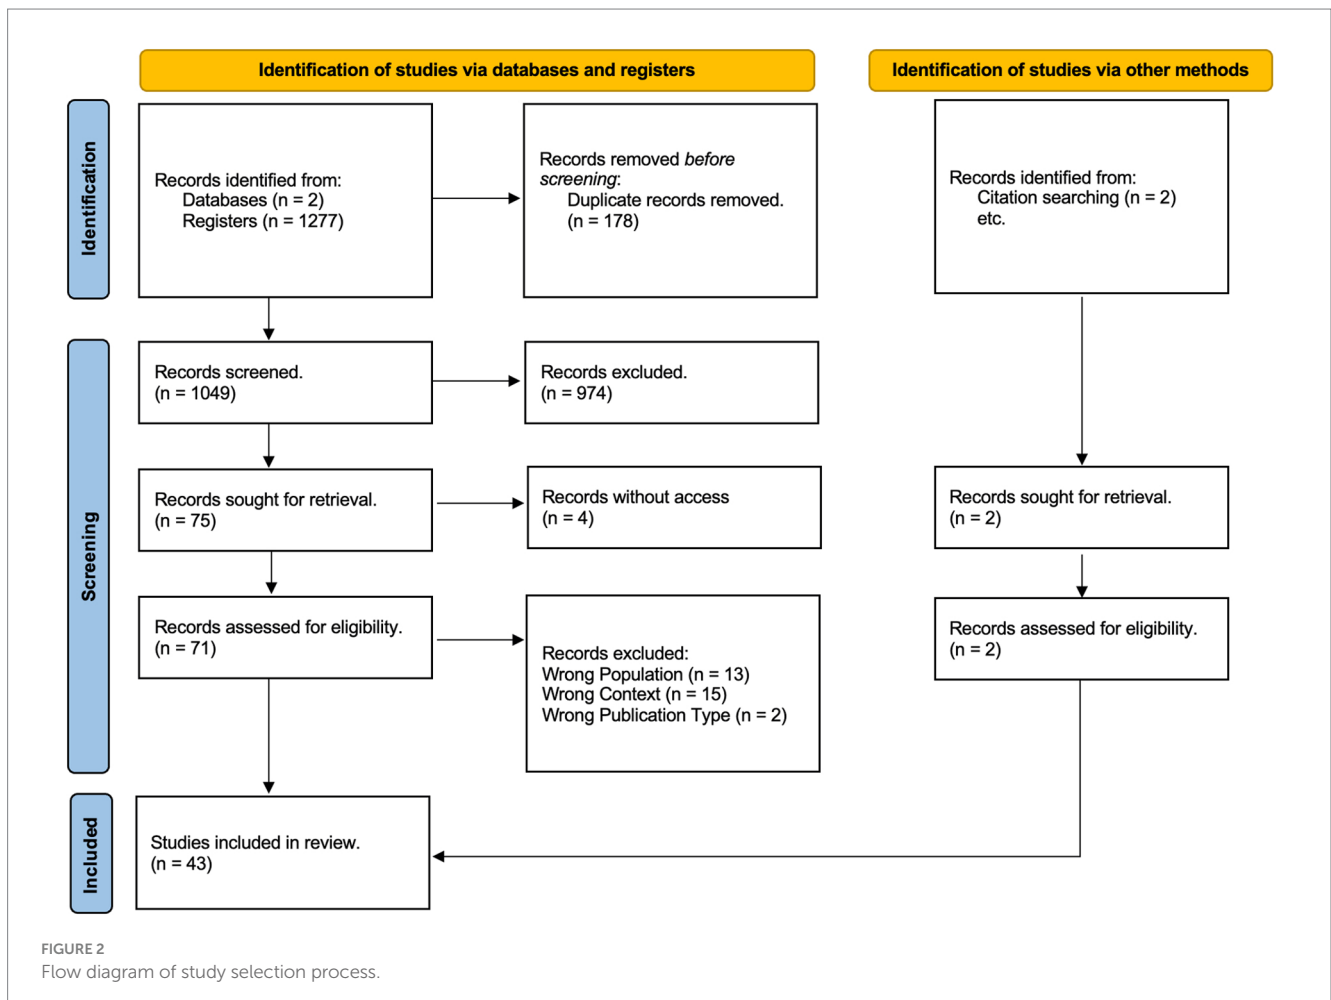 Identification of studies via databases and registers
Identification of studies via other methods
Identification
Records identified from:
Databases (n = 2)
Registers (n = 1277)
Records removed before
screening:
Duplicate records removed.
(n = 178)
Records identified from:
Citation searching (n = 2)
etc.
Screening
Records screened.
(n = 1049)
Records excluded.
(n = 974)
Records sought for retrieval.
(n = 75)
Records without access
(n = 4)
Records sought for retrieval.
(n = 2)
Records assessed for eligibility.
(n = 71)
Records excluded:
Wrong Population (n = 13)
Wrong Context (n = 15)
Wrong Publication Type (n = 2)
Records assessed for eligibility.
(n = 2)
Included
Studies included in review.
(n = 43)
FIGURE 2
Flow diagram of study selection process.